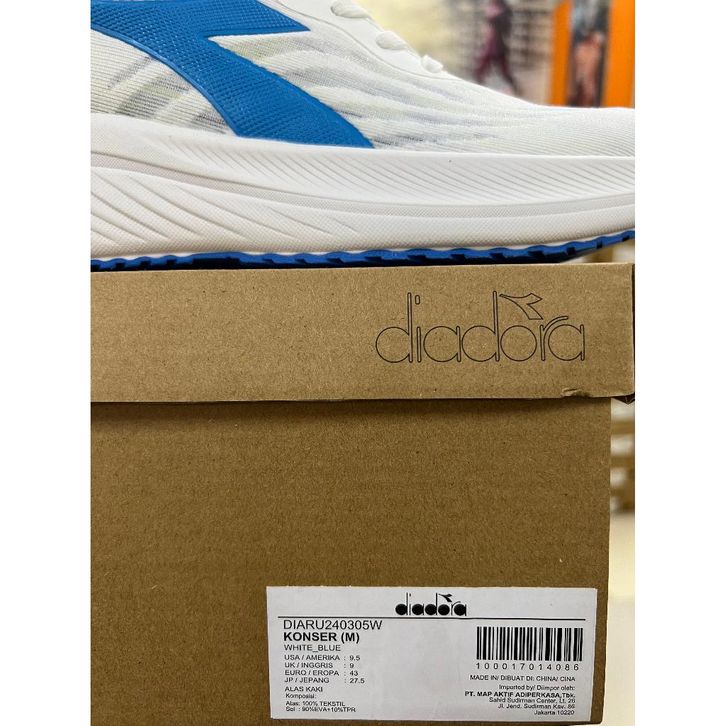 diadora
diadora
DIARU240305W
KONSER (M)
WHITE_BLUE
USA / AMERIKA : 9.5
UK / INGGRIS : 9
EURO / EROPA : 43
JP / JEPANG : 27.5
ALAS KAKI
Komposisi:
Alas: 100% TEKSTIL
Sol : 90%EVA+10%TPR
1000017014086
MADE IN/ DIBUAT DI: CHINA/ CINA
Imported by/ Diimpor oleh:
PT. MAP AKTIF ADIPERKASA,Tbk.
Sahid Sudirman Center, Lt. 26
Jl. Jend. Sudirman Kav. 86
Jakarta 10220